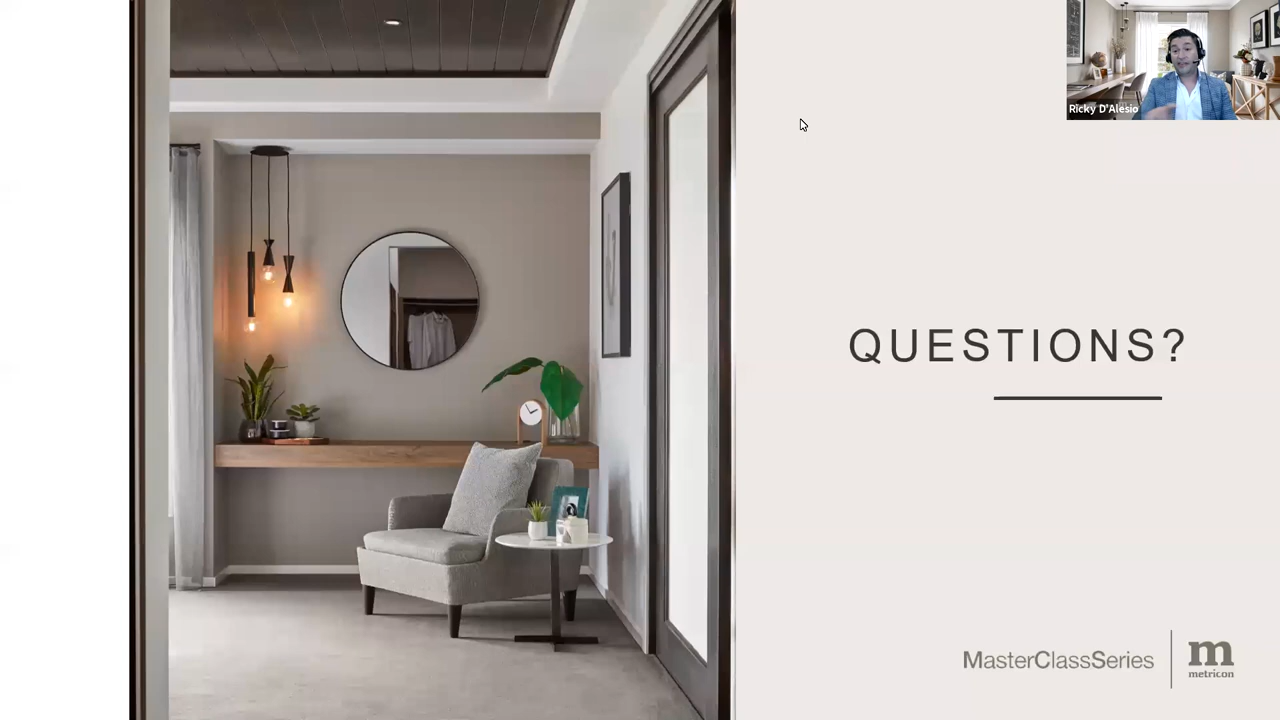 Ricky D'Alesio
QUESTIONS?
MasterClassSeries
m
metricon